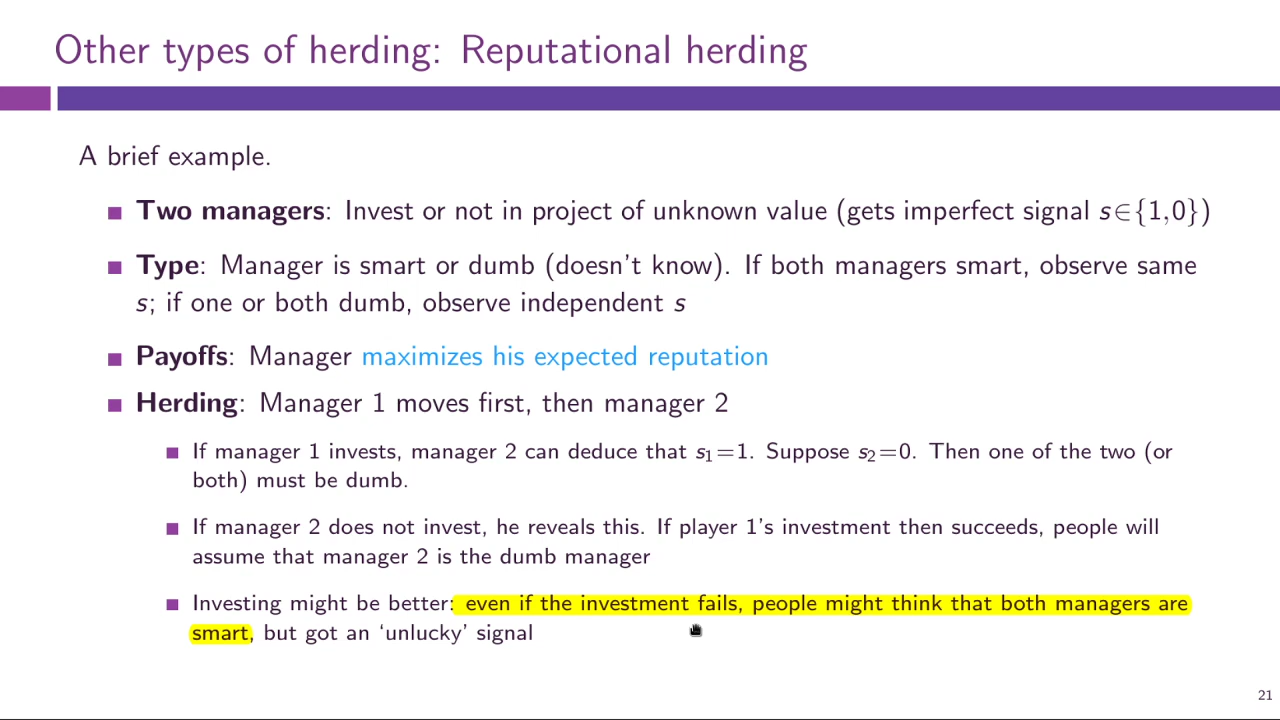 Other types of herding: Reputational herding
A brief example.
Two managers: Invest or not in project of unknown value (gets imperfect signal s∈{1,0})
Type: Manager is smart or dumb (doesn't know). If both managers smart, observe same
s; if one or both dumb, observe independent s
Payoffs: Manager maximizes his expected reputation
Herding: Manager 1 moves first, then manager 2
If manager 1 invests, manager 2 can deduce that s₁=1. Suppose s₂=0. Then one of the two (or
both) must be dumb.
If manager 2 does not invest, he reveals this. If player 1's investment then succeeds, people will
assume that manager 2 is the dumb manager
Investing might be better: even if the investment fails, people might think that both managers are
smart, but got an ‘unlucky’ signal
21